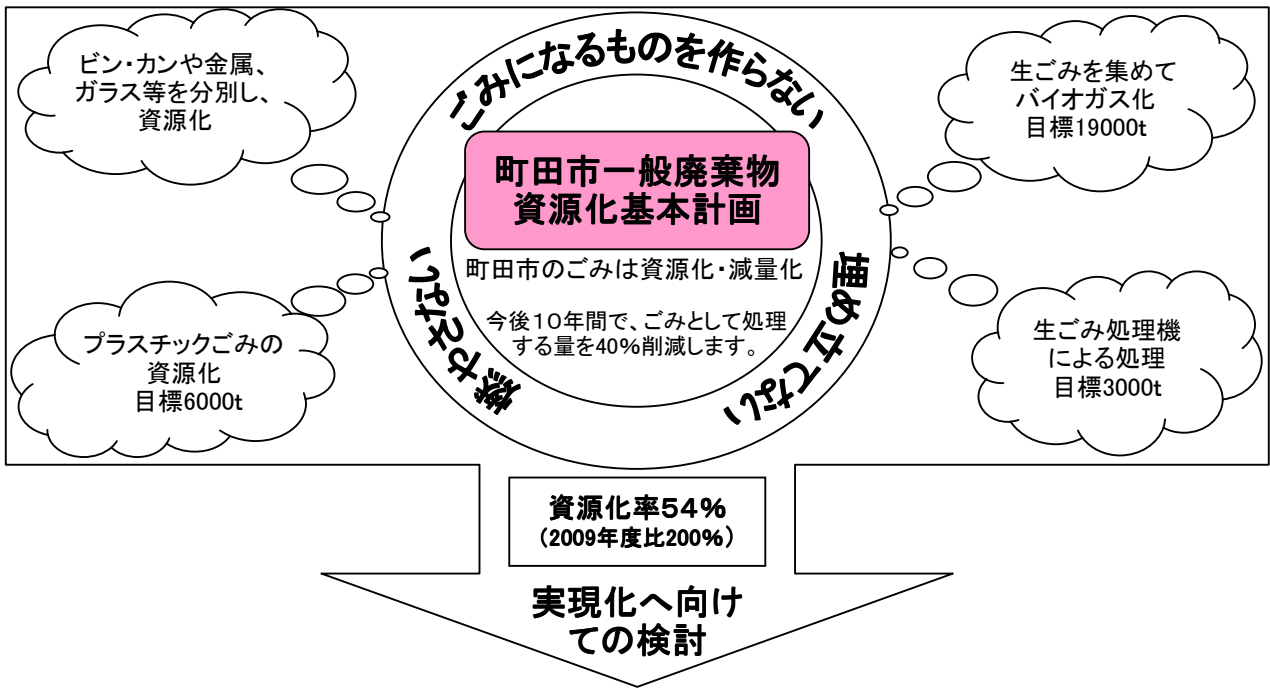 ごみになるものを作らない
ビン・カンや金属、
ガラス等を分別し、
資源化
生ごみを集めて
バイオガス化
目標19000t
町田市一般廃棄物
資源化基本計画
町田市のごみは資源化・減量化
今後１０年間で、ごみとして処理
する量を40％削減します。
燃やさない
埋め立てない
プラスチックごみの
資源化
目標6000t
生ごみ処理機
による処理
目標3000t
資源化率５４％
（2009年度比200％）
実現化へ向け
ての検討